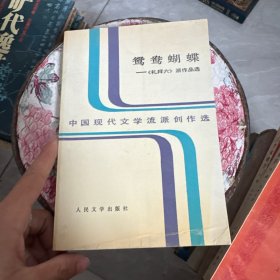 鸳鸯蝴蝶
——《礼拜六》派作品选
中国现代文学流派创作选
人民文学出版社